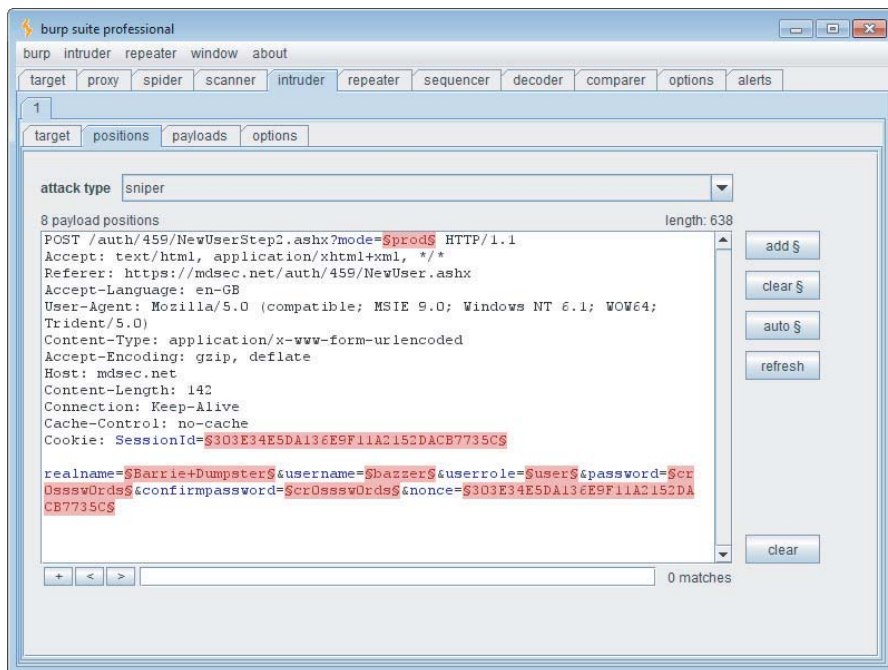 burp suite professional
burp intruder repeater window about
target proxy spider scanner intruder repeater sequencer decoder comparer options alerts
1
target positions payloads options
attack type sniper
8 payload positions length: 638
POST /auth/459/NewUserStep2.ashx?mode=§prod§ HTTP/1.1
Accept: text/html, application/xhtml+xml, */*
Referer: https://mdsec.net/auth/459/NewUser.ashx
Accept-Language: en-GB
User-Agent: Mozilla/5.0 (compatible; MSIE 9.0; Windows NT 6.1; WOW64;
Trident/5.0)
Content-Type: application/x-www-form-urlencoded
Accept-Encoding: gzip, deflate
Host: mdsec.net
Content-Length: 142
Connection: Keep-Alive
Cache-Control: no-cache
Cookie: SessionId=§303E34E5DA136E9F11A2152DACB7735C§
realname=§Barrie+Dumpster§&username=§bazzer§&userrole=§user§&password=§cr
0sssw0rds§&confirmpassword=§cr0sssw0rds§&nonce=§303E34E5DA136E9F11A2152DA
CB7735C§
add §
clear §
auto §
refresh
clear
+ < > 0 matches